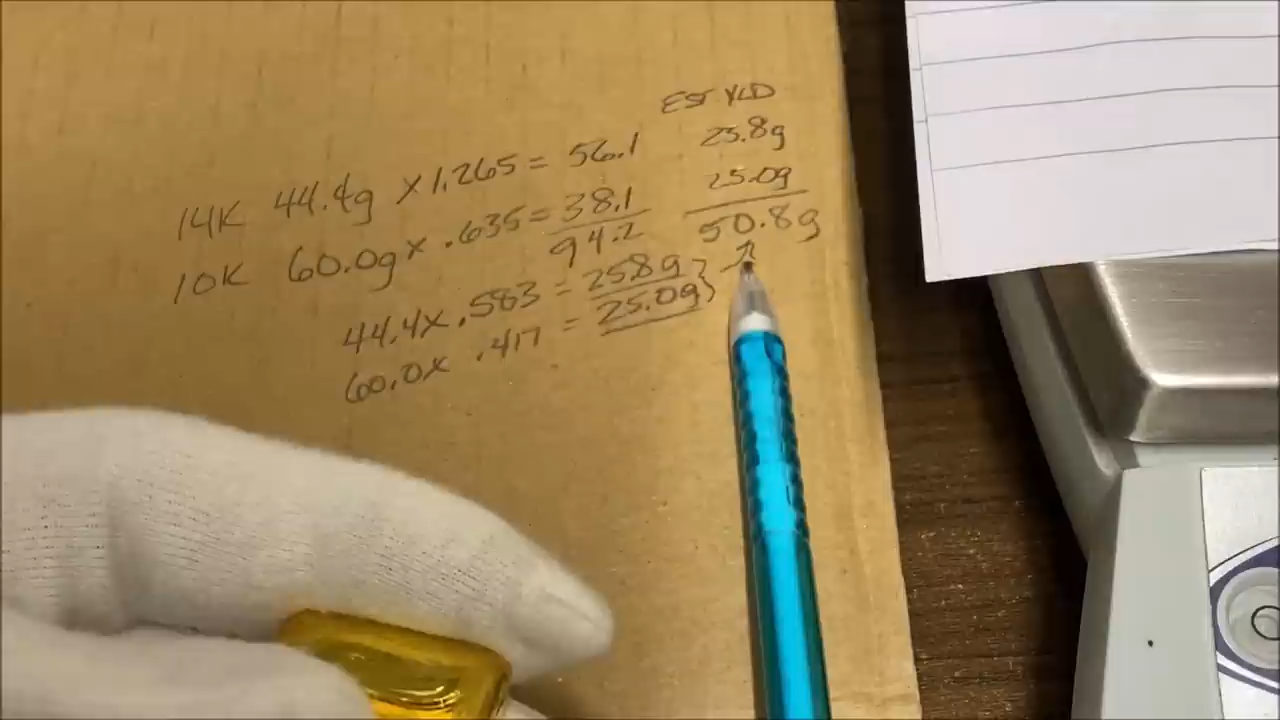 EST YLD
14K 44.4g x 1.265 = 56.1 25.8g
10K 60.0g x .635 = 38.1 25.0g
94.2 50.8g
44.4 x .583 = 25.8g
60.0 x .417 = 25.0g